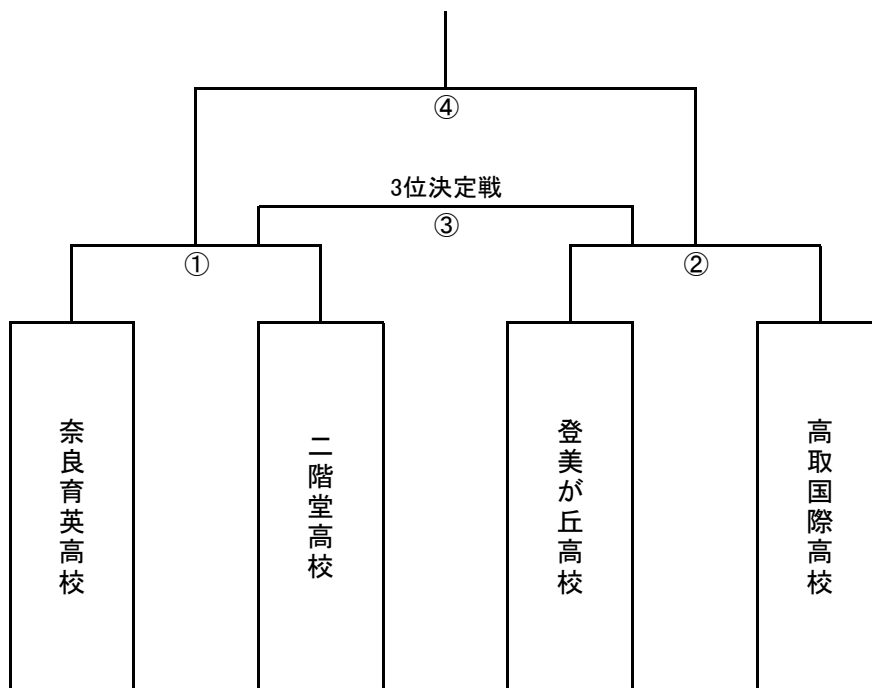 ④
3位決定戦
③
①
②
奈良育英高校
二階堂高校
登美が丘高校
高取国際高校